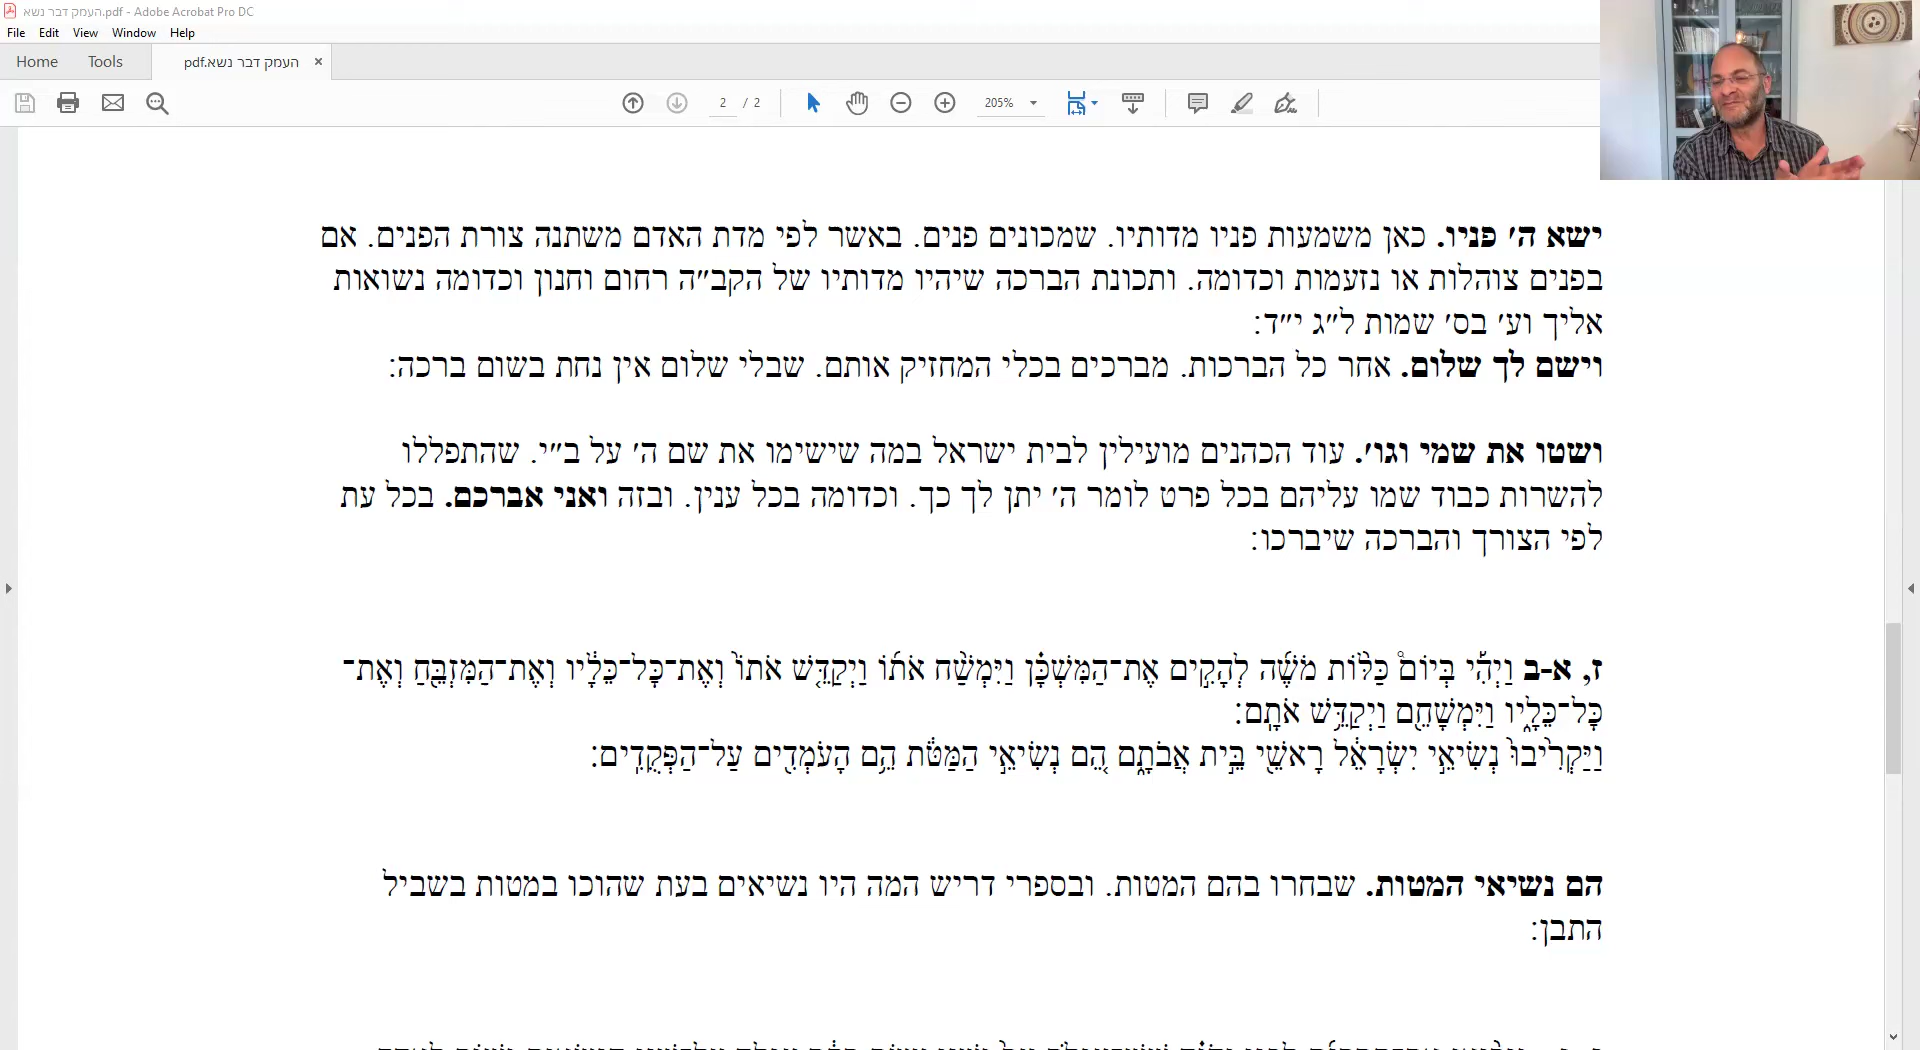 העמק דבר נשא.pdf - Adobe Acrobat Pro DC
File Edit View Window Help
Home Tools העמק דבר נשא.pdf ×
2 / 2 205%
ישא ה׳ פניו. כאן משמעות פניו מדותיו. שמכונים פנים. באשר לפי מדת האדם משתנה צורת הפנים. אם
בפנים צוהלות או נזעמות וכדומה. ותכונת הברכה שיהיו מדותיו של הקב״ה רחום וחנון וכדומה נשואות
אליך וע׳ בס׳ שמות ל״ג י״ד:
וישם לך שלום. אחר כל הברכות. מברכים בכלי המחזיק אותם. שבלי שלום אין נחת בשום ברכה:
ושטו את שמי וגו׳. עוד הכהנים מועילין לבית ישראל במה שישימו את שם ה׳ על ב״י. שהתפללו
להשרות כבוד שמו עליהם בכל פרט לומר ה׳ יתן לך כך. וכדומה בכל ענין. ובזה ואני אברכם. בכל עת
לפי הצורך והברכה שיברכו:
ז, א-ב וַיְהִ֡י בְּיוֹם֩ כַּלּ֨וֹת מֹשֶׁ֜ה לְהָקִ֣ים אֶת־הַמִּשְׁכָּ֗ן וַיִּמְשַׁ֨ח אֹת֜וֹ וַיְקַדֵּ֤שׁ אֹתוֹ֙ וְאֶת־כׇּל־כֵּלָ֔יו וְאֶת־הַמִּזְבֵּ֖חַ וְאֶת־
כׇּל־כֵּלָ֑יו וַיִּמְשָׁחֵ֖ם וַיְקַדֵּ֥שׁ אֹתָֽם׃
וַיַּקְרִ֙יבוּ֙ נְשִׂיאֵ֣י יִשְׂרָאֵ֔ל רָאשֵׁ֖י בֵּ֣ית אֲבֹתָ֑ם הֵ֚ם נְשִׂיאֵ֣י הַמַּטֹּ֔ת הֵ֥ם הָעֹמְדִ֖ים עַל־הַפְּקֻדִֽים׃
הם נשיאי המטות. שבחרו בהם המטות. ובספרי דריש המה היו נשיאים בעת שהוכו במטות בשביל
התבן: